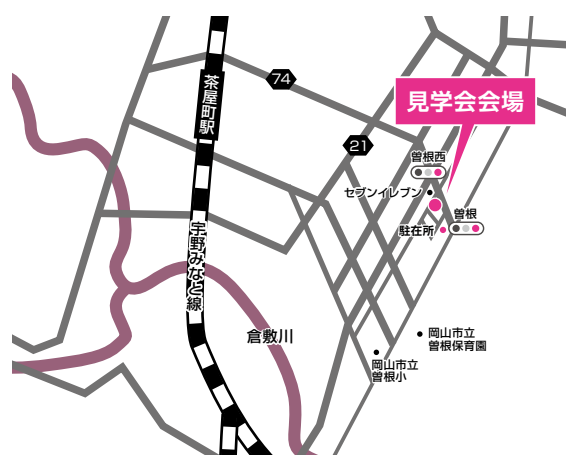 74
茶屋町駅
見学会会場
21
曽根西
セブンイレブン
曽根
駐在所
宇野みなと線
倉敷川
岡山市立
曽根保育園
岡山市立
曽根小